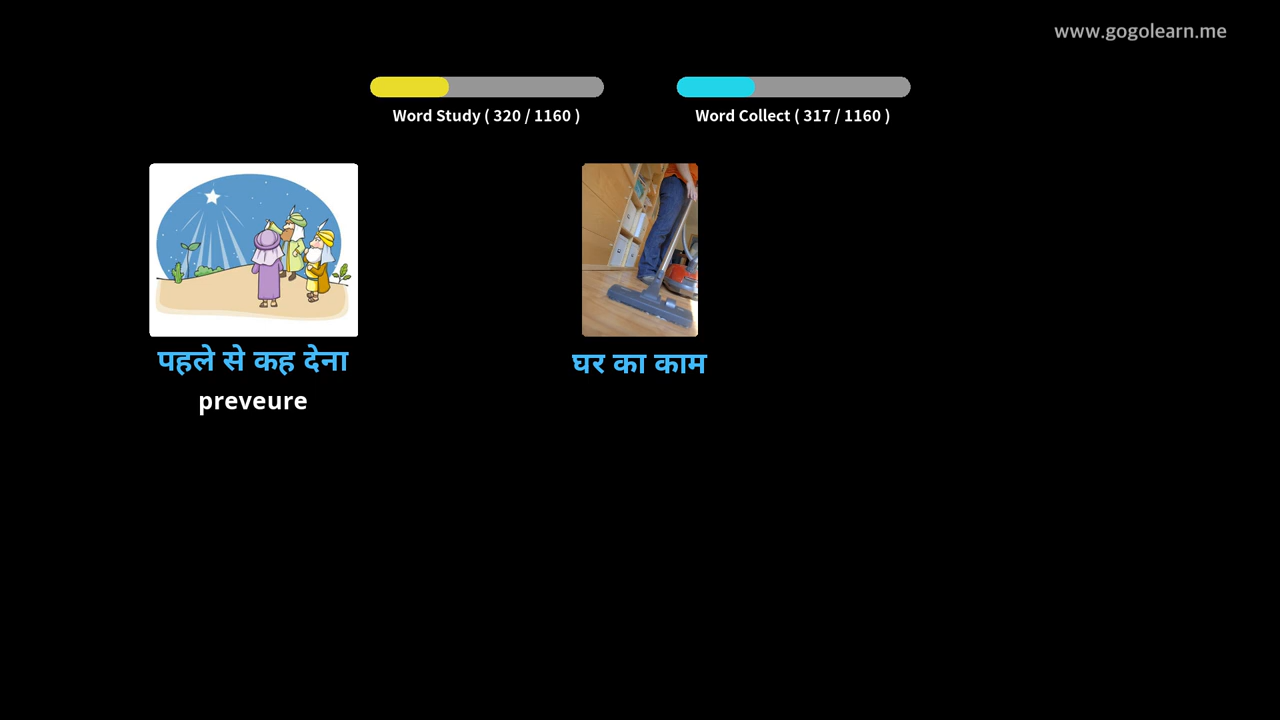 www.gogolearn.me
Word Study ( 320 / 1160 )
Word Collect ( 317 / 1160 )
पहले से कह देना
preveure
घर का काम